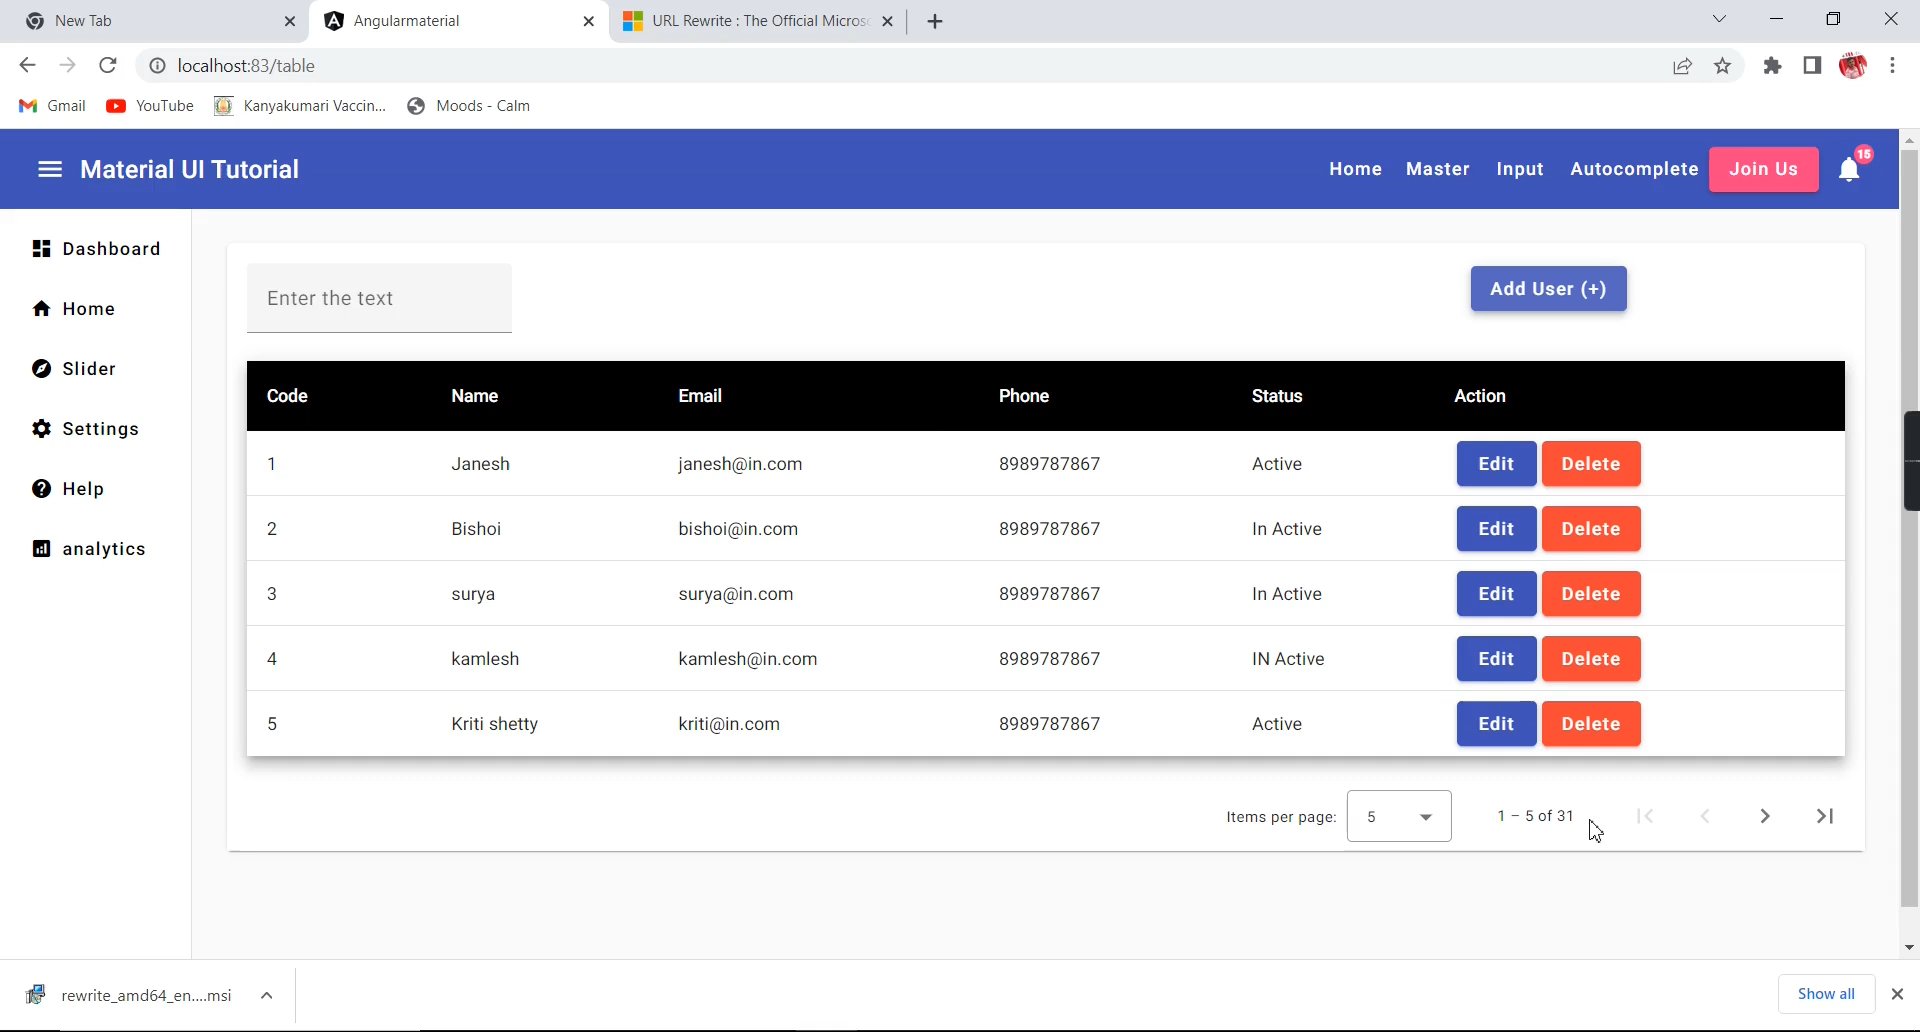 New Tab
Angularmaterial
URL Rewrite : The Official Micros
localhost:83/table
Gmail YouTube Kanyakumari Vaccin... Moods - Calm
Material UI Tutorial Home Master Input Autocomplete Join Us 15
Dashboard
Home
Slider
Settings
Help
analytics
Enter the text Add User (+)
Code Name Email Phone Status Action
1 Janesh janesh@in.com 8989787867 Active Edit Delete
2 Bishoi bishoi@in.com 8989787867 In Active Edit Delete
3 surya surya@in.com 8989787867 In Active Edit Delete
4 kamlesh kamlesh@in.com 8989787867 IN Active Edit Delete
5 Kriti shetty kriti@in.com 8989787867 Active Edit Delete
Items per page: 5 1 – 5 of 31
rewrite_amd64_en....msi Show all